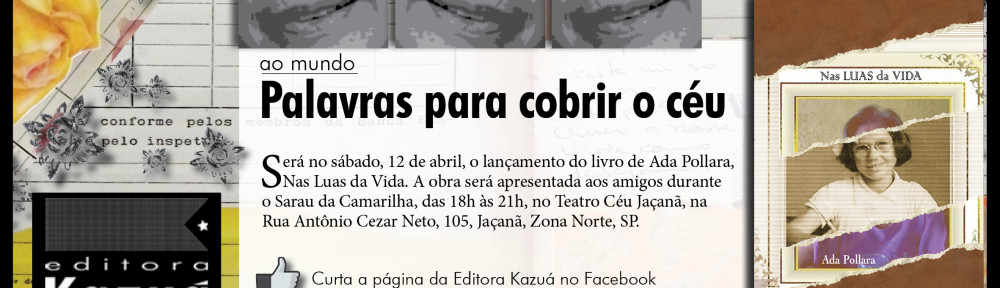 ao mundo
Palavras para cobrir o céu
Será no sábado, 12 de abril, o lançamento do livro de Ada Pollara,
Nas Luas da Vida. A obra será apresentada aos amigos durante
o Sarau da Camarilha, das 18h às 21h, no Teatro Céu Jaçanã, na
Rua Antônio Cezar Neto, 105, Jaçanã, Zona Norte, SP.
Curta a página da Editora Kazuá no Facebook
conforme pelos
pelo inspet
editora
Kazuá
Nas LUAS da VIDA
Ada Pollara